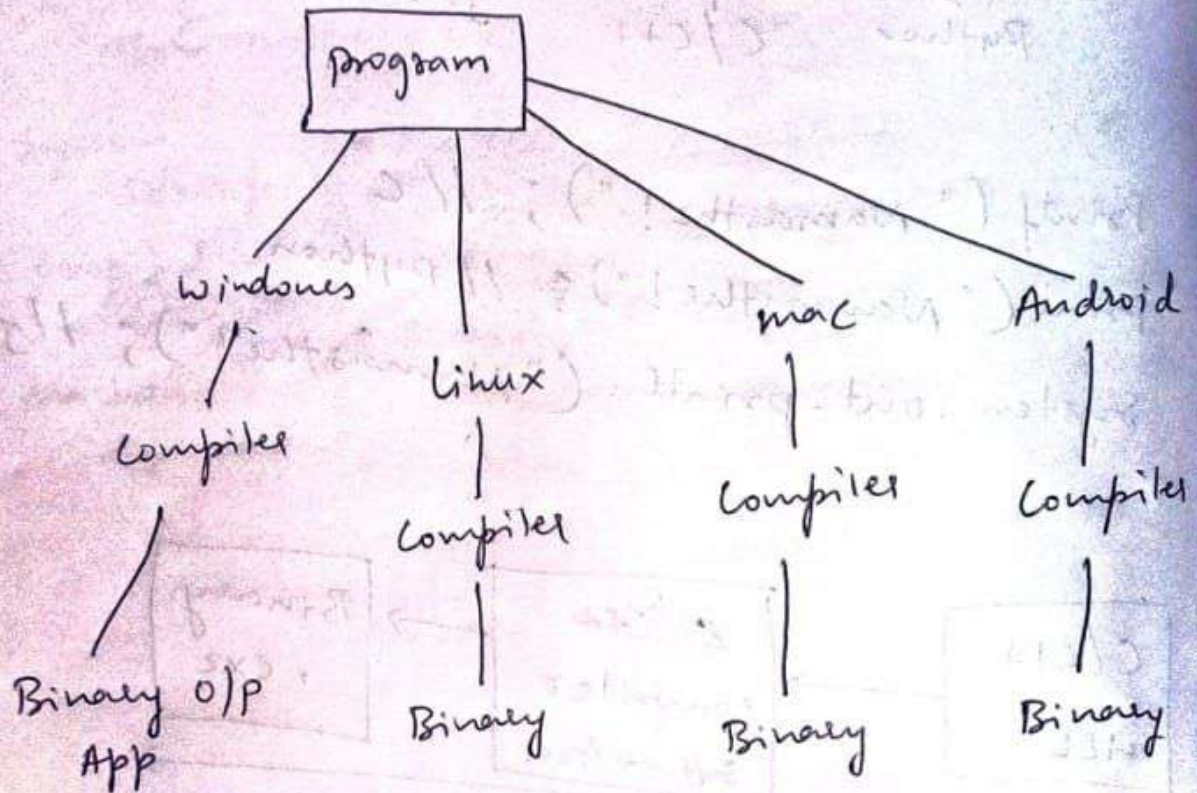 program
windows
Linux
mac
Android
Compiler
Compiler
Compiler
Compiler
Binary O/P
App
Binary
Binary
Binary